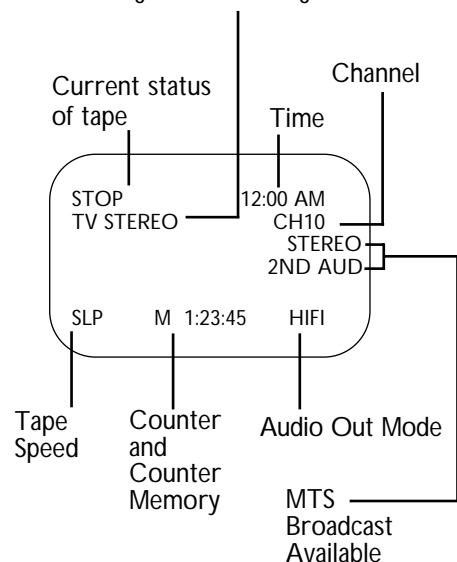 Current status
of tape
Time
Channel
STOP
12:00 AM
TV STEREO
CH10
STEREO
2ND AUD
SLP
M 1:23:45
HIFI
Tape
Speed
Counter
and
Counter
Memory
Audio Out Mode
MTS
Broadcast
Available